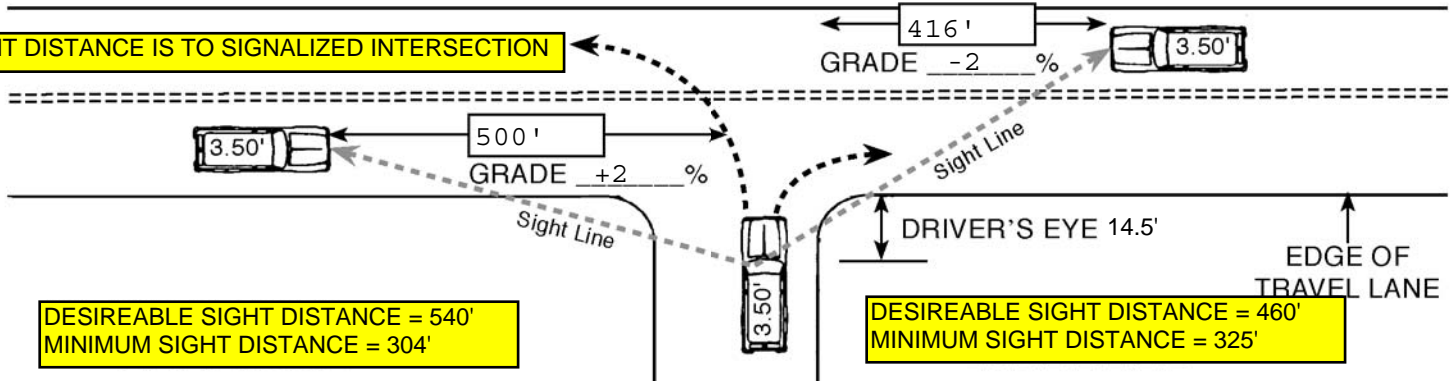 416'
GRADE -2 %
3.50'
DISTANCE IS TO SIGNALIZED INTERSECTION
3.50'
500'
GRADE +2 %
Sight Line
Sight Line
DRIVER'S EYE 14.5'
EDGE OF
TRAVEL LANE
3.50'
DESIREABLE SIGHT DISTANCE = 540'
MINIMUM SIGHT DISTANCE = 304'
DESIREABLE SIGHT DISTANCE = 460'
MINIMUM SIGHT DISTANCE = 325'